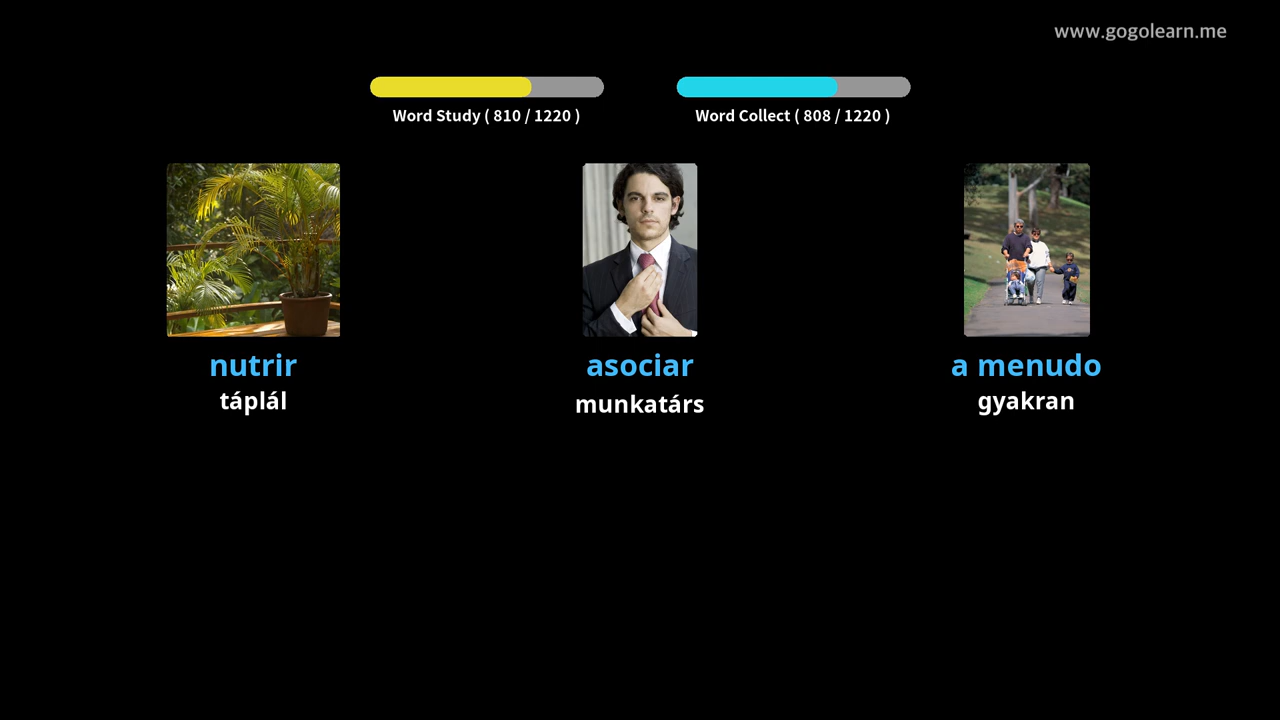 www.gogolearn.me
Word Study ( 810 / 1220 )
Word Collect ( 808 / 1220 )
nutrir
táplál
asociar
munkatárs
a menudo
gyakran